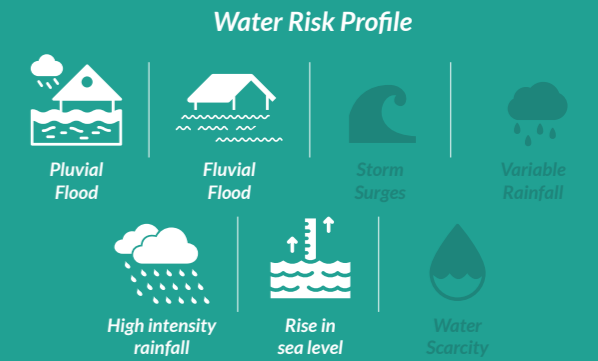 Water Risk Profile
Pluvial
Flood
Fluvial
Flood
Storm
Surges
Variable
Rainfall
High intensity
rainfall
Rise in
sea level
Water
Scarcity